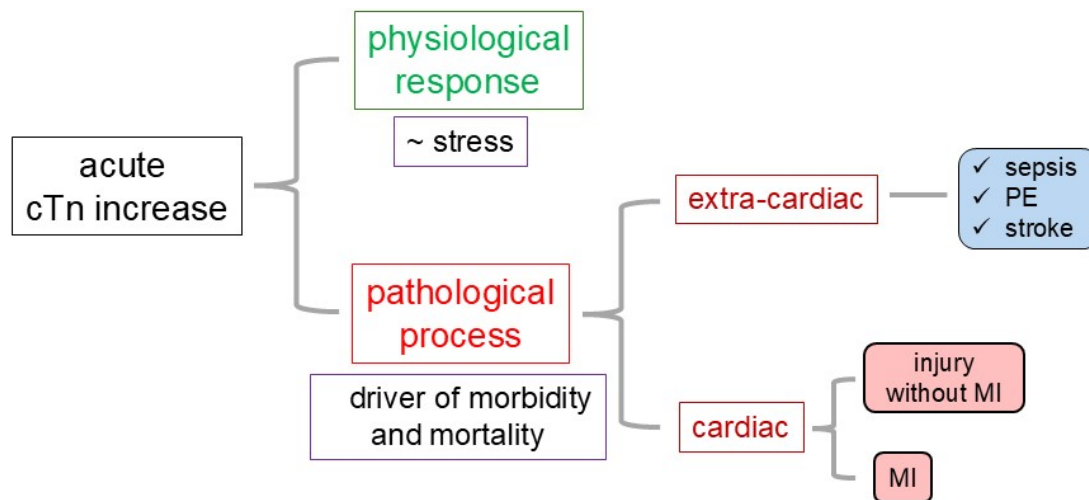 physiological
response
~ stress
acute
cTn increase
extra-cardiac
✓ sepsis
✓ PE
✓ stroke
pathological
process
driver of morbidity
and mortality
cardiac
injury
without MI
MI